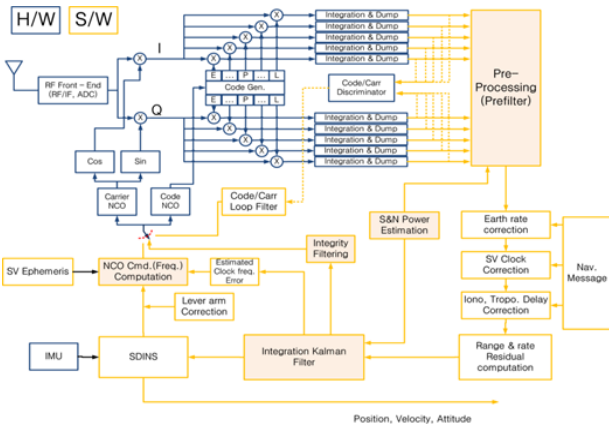 H/W
S/W
RF Front-End
(RF/IF, ADC)
I
Q
X
X
X
X
X
X
X
X
X
X
X
X
E ... P ... L
Code Gen.
E ... P ... L
Integration & Dump
Integration & Dump
Integration & Dump
Integration & Dump
Integration & Dump
Code/Carr
Discriminator
Integration & Dump
Integration & Dump
Integration & Dump
Integration & Dump
Integration & Dump
Pre-
Processing
(Prefilter)
Cos
Sin
Carrier
NCO
Code
NCO
Code/Carr
Loop Filter
S&N Power
Estimation
Earth rate
correction
SV Clock
Correction
Iono, Tropo. Delay
Correction
Range & rate
Residual
computation
Nav.
Message
SV Ephemeris
NCO Cmd.(Freq.)
Computation
Estimated
Clock freq.
Error
Integrity
Filtering
Lever arm
Correction
IMU
SDINS
Integration Kalman
Filter
Position, Velocity, Attitude